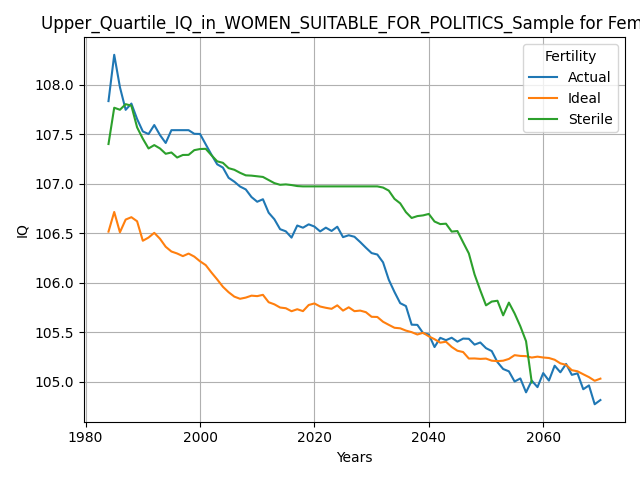 Upper_Quartile_IQ_in_WOMEN_SUITABLE_FOR_POLITICS_Sample for Fem
Fertility
Actual
Ideal
Sterile
108.0
107.5
107.0
106.5
106.0
105.5
105.0
IQ
1980
2000
2020
2040
2060
Years